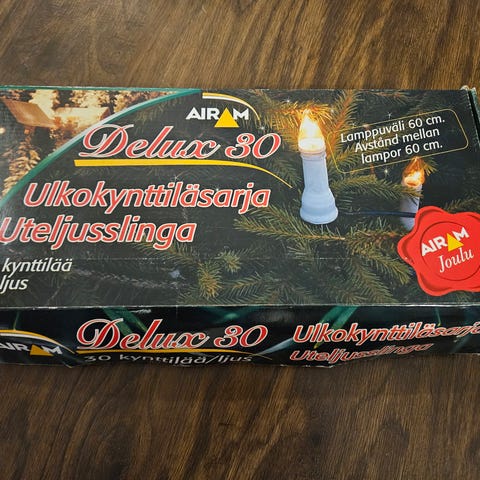 AIRAM
Delux 30
Lamppuväli 60 cm.
Avstånd mellan
lampor 60 cm.
Ulkokynttiläsarja
Uteljusslinga
kynttilää
ljus
AIRAM
Joulu
AIRAM
Delux 30
30 kynttilää/ljus
Ulkokynttiläsarja
Uteljusslinga